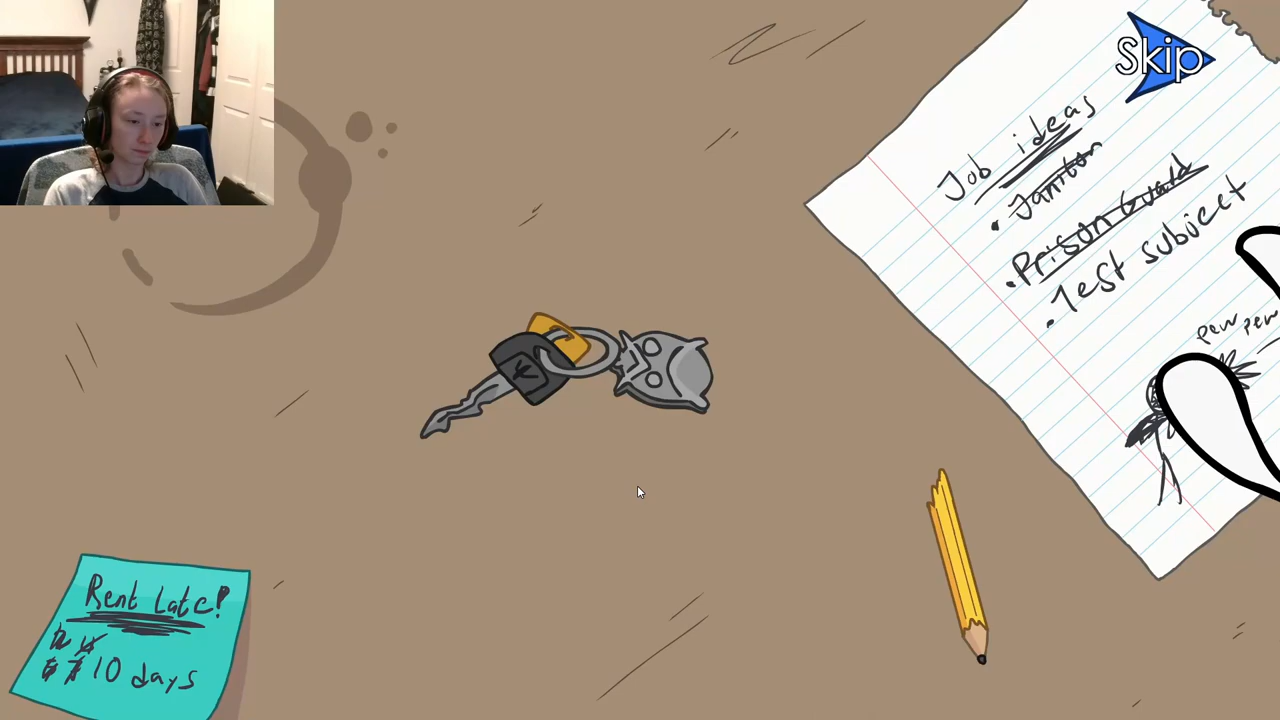 Skip
Job ideas
• Janitor
• Prison Guard
• Test subject
pew pew
Rent Late!
10 days